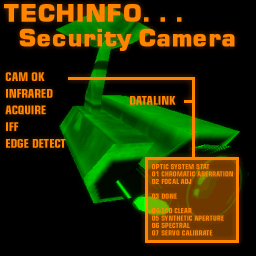 TECHINFO. . .
Security Camera
CAM OK
INFRARED
ACQUIRE
IFF
EDGE DETECT
DATALINK
OPTIC SYSTEM STAT
01 CHROMATIC ABERRATION
02 FOCAL ADJ
03 DONE
CLEAR
05 SYNTHETIC APERTURE
06 SPECTRAL
07 SERVO CALIBRATE